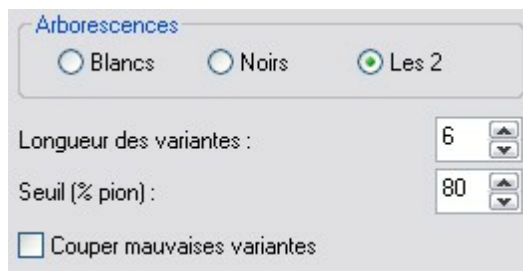 Arborescences
Blancs Noirs Les 2
Longueur des variantes : 6
Seuil (% pion) : 80
Couper mauvaises variantes